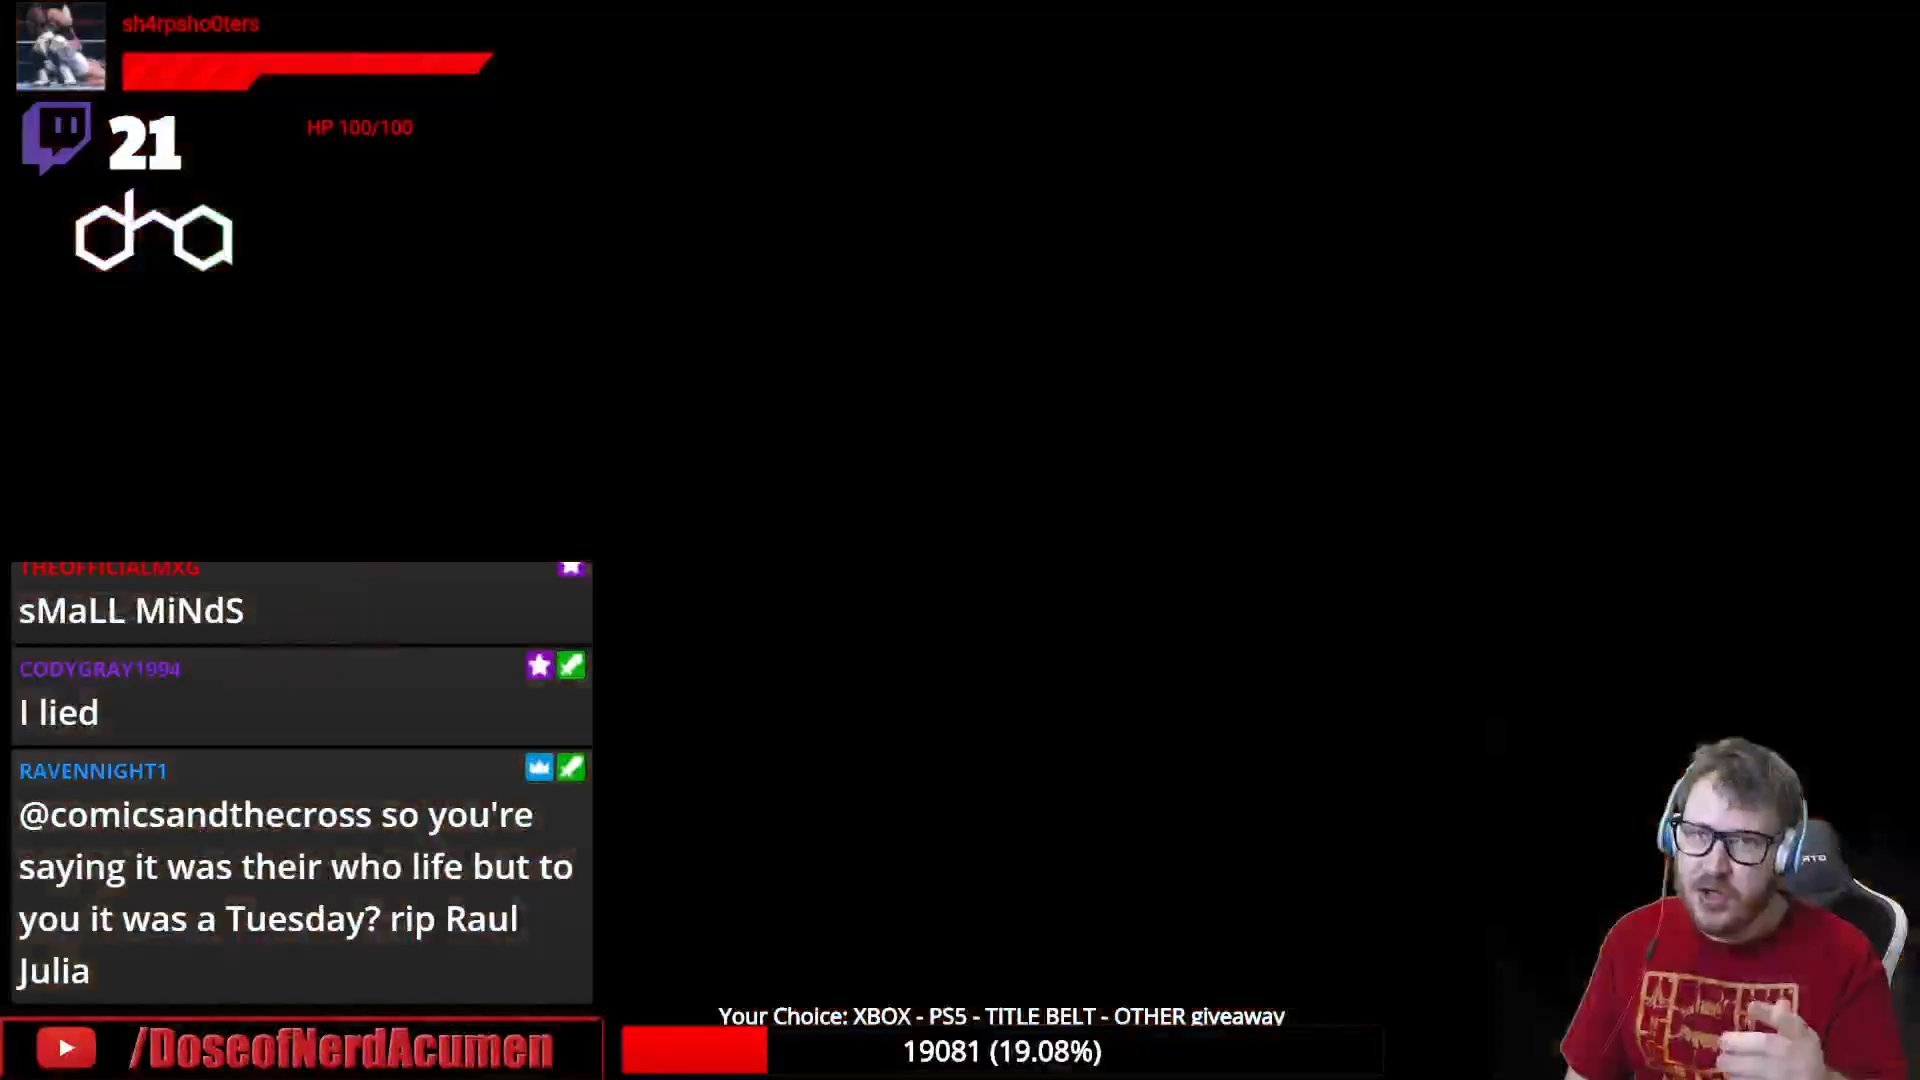 sh4rpsho0ters
HP 100/100
21
dna
THEOFFICIALMXG
sMaLL MiNdS
CODYGRAY1994
I lied
RAVENNIGHT1
@comicsandthecross so you're
saying it was their who life but to
you it was a Tuesday? rip Raul
Julia
/DoseofNerdAcumen
Your Choice: XBOX - PS5 - TITLE BELT - OTHER giveaway
19081 (19.08%)